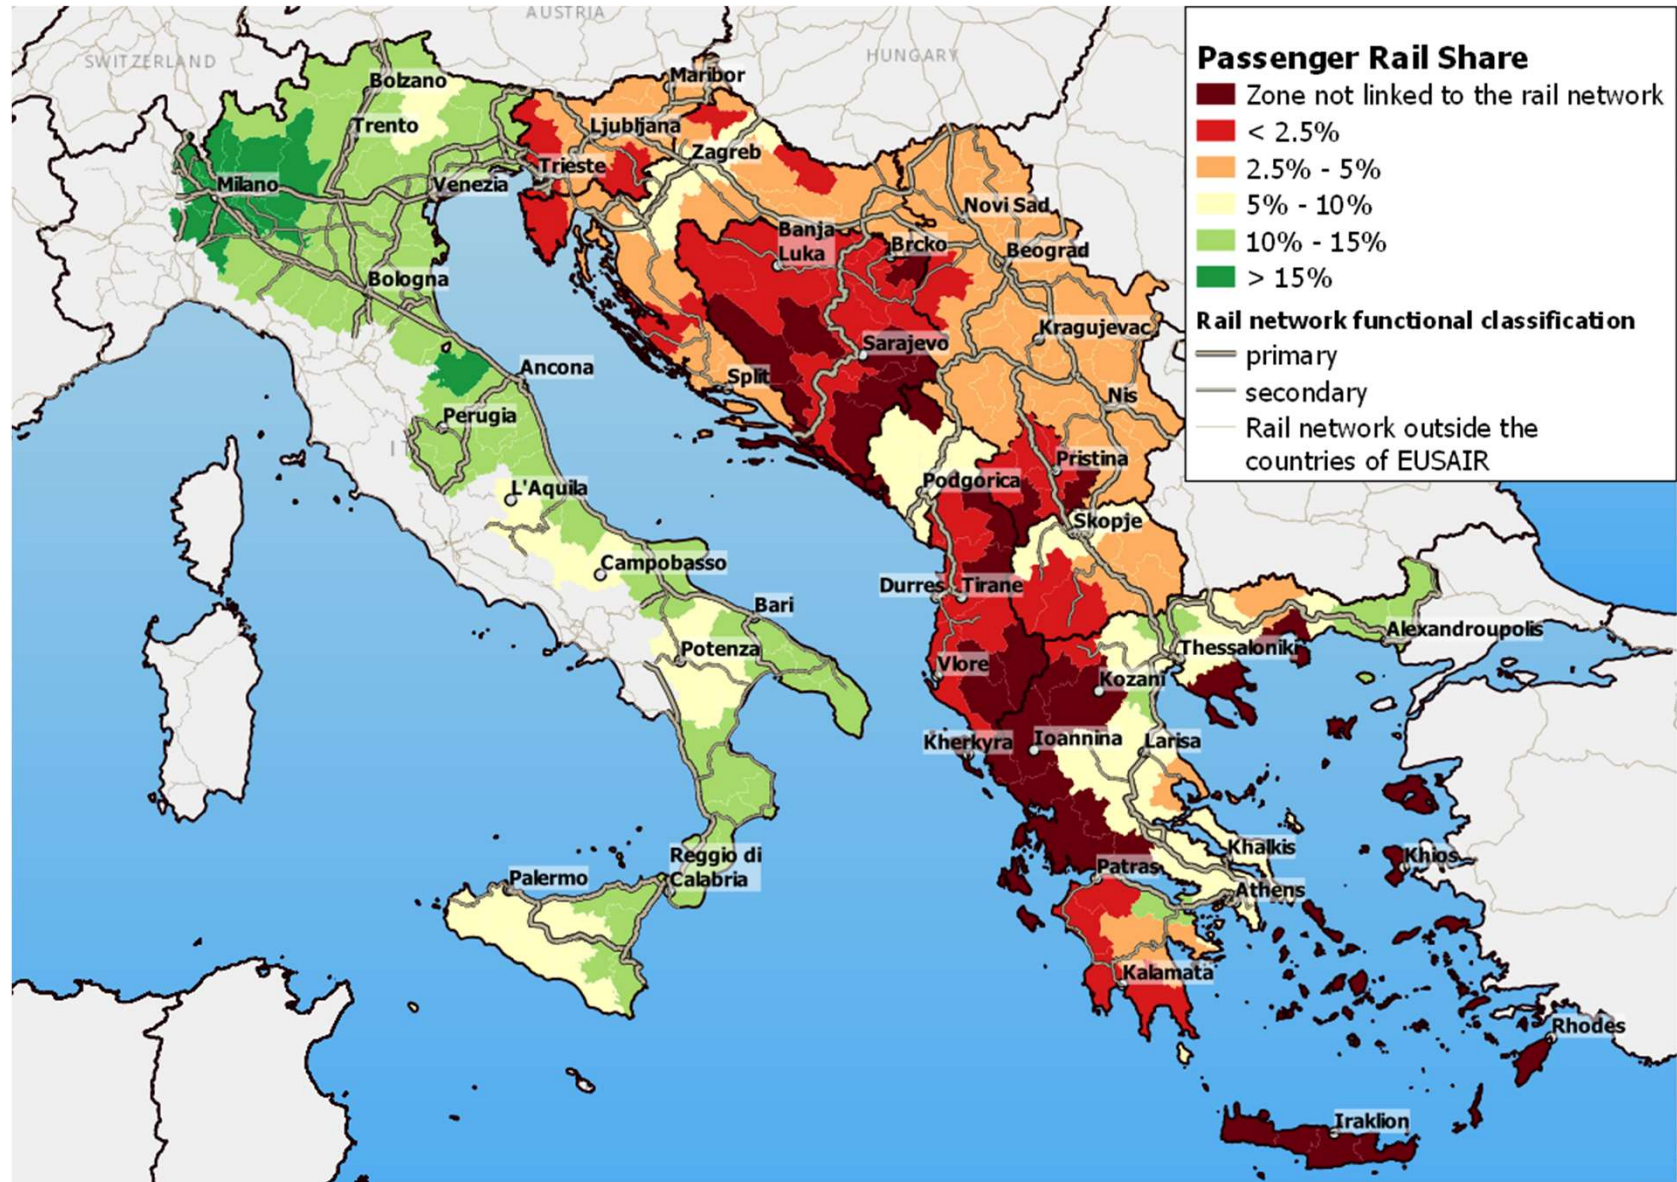 AUSTRIA
SWITZERLAND
HUNGARY
Passenger Rail Share
Zone not linked to the rail network
< 2.5%
2.5% - 5%
5% - 10%
10% - 15%
> 15%
Rail network functional classification
primary
secondary
Rail network outside the
countries of EUSAIR
Bolzano
Maribor
Trento
Ljubljana
Zagreb
Trieste
Milano
Venezia
Novi Sad
Banja
Luka
Brcko
Beograd
Bologna
Kragujevac
Sarajevo
Ancona
Split
Nis
Perugia
IT
Pristina
Podgorica
L'Aquila
Skopje
Campobasso
Durres
Tirane
Bari
Alexandroupolis
Potenza
Thessaloniki
Vlore
Kozani
Kherkyra
Ioannina
Larisa
Reggio di
Calabria
Khalkis
Khios
Palermo
Patras
Athens
Kalamata
Rhodes
Iraklion